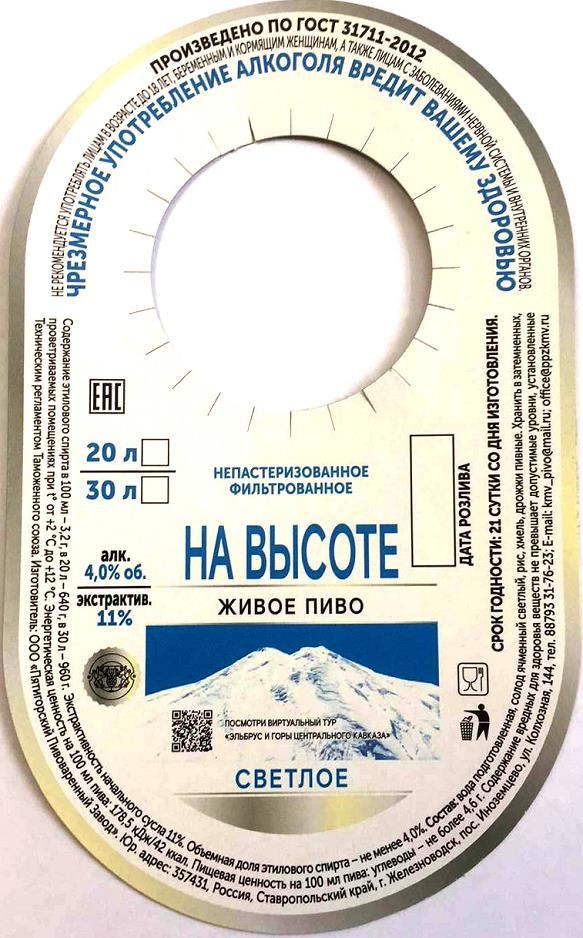 ПРОИЗВЕДЕНО ПО ГОСТ 31711-2012
НЕ РЕКОМЕНДУЕТСЯ УПОТРЕБЛЯТЬ ЛИЦАМ В ВОЗРАСТЕ ДО 18 ЛЕТ, БЕРЕМЕННЫМ И КОРМЯЩИМ ЖЕНЩИНАМ, А ТАКЖЕ ЛИЦАМ С ЗАБОЛЕВАНИЯМИ НЕРВНОЙ СИСТЕМЫ И ВНУТРЕННИХ ОРГАНОВ.
ЧРЕЗМЕРНОЕ УПОТРЕБЛЕНИЕ АЛКОГОЛЯ ВРЕДИТ ВАШЕМУ ЗДОРОВЬЮ
ЕАС
20 л
30 л
алк.
4,0% об.
экстрактив.
11%
НЕПАСТЕРИЗОВАННОЕ
ФИЛЬТРОВАННОЕ
НА ВЫСОТЕ
ЖИВОЕ ПИВО
ПОСМОТРИ ВИРТУАЛЬНЫЙ ТУР
«ЭЛЬБРУС И ГОРЫ ЦЕНТРАЛЬНОГО КАВКАЗА»
СВЕТЛОЕ
ДАТА РОЗЛИВА
СРОК ГОДНОСТИ: 21 СУТКИ СО ДНЯ ИЗГОТОВЛЕНИЯ.
Содержание этилового спирта в 100 мл – 3,2 г, в 20 л – 640 г, в 30 л – 960 г. Экстрактивность начального сусла 11%. Объемная доля этилового спирта – не менее 4,0%. Состав: вода подготовленная, солод ячменный светлый, рис, хмель, дрожжи пивные. Хранить в затемненных,
проветриваемых помещениях при t° от +2 °С до +12 °С. Энергетическая ценность на 100 мл пива: 178,5 кДж/42 ккал. Пищевая ценность на 100 мл пива: углеводы – не более 4,6 г. Содержание вредных для здоровья веществ не превышает допустимые уровни, установленные
Техническим регламентом Таможенного союза. Изготовитель: ООО «Пятигорский Пивоваренный Завод». Юр. адрес: 357431, Россия, Ставропольский край, г. Железноводск, пос. Иноземцево, ул. Колхозная, 144, тел. 88793 31-76-23; E-mail: kmv_pivo@mail.ru; office@ppzkmv.ru